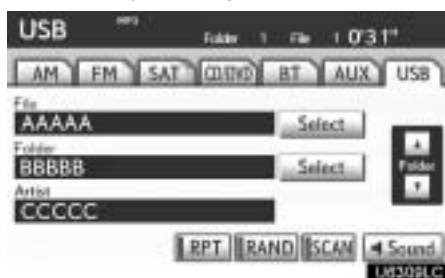 USB MP3 Folder 1 File 1 0'31"
AM FM SAT CD/DVD BT AUX USB
File
AAAAA Select
Folder
BBBBB Select
Folder
Artist
CCCCC
RPT RAND SCAN Sound
U8309LC